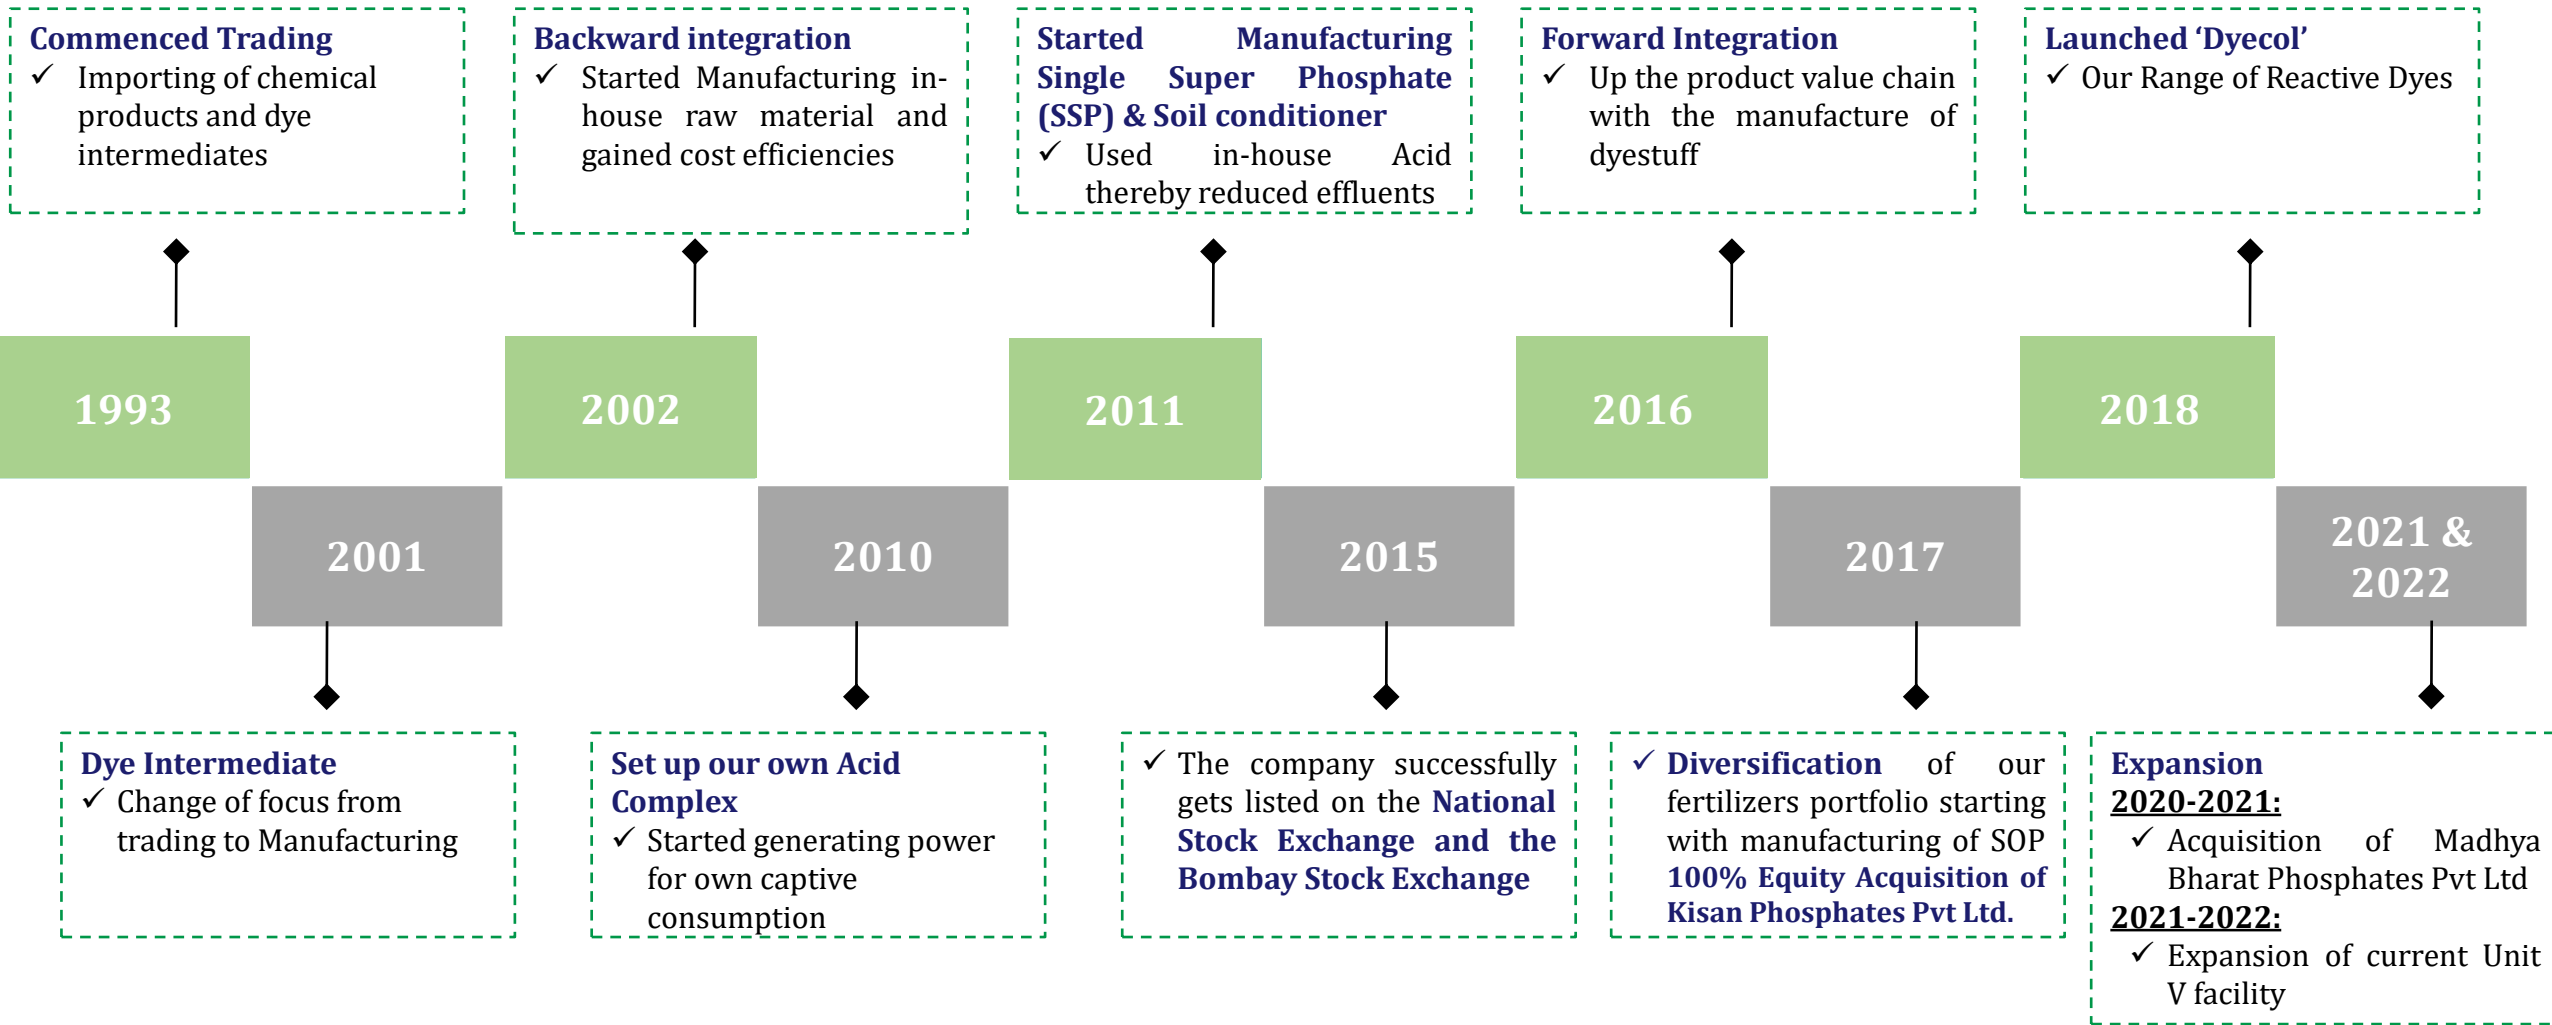 Commenced Trading
✓ Importing of chemical
products and dye
intermediates
Backward integration
✓ Started Manufacturing in-
house raw material and
gained cost efficiencies
Started Manufacturing
Single Super Phosphate
(SSP) & Soil conditioner
✓ Used in-house Acid
thereby reduced effluents
Forward Integration
✓ Up the product value chain
with the manufacture of
dyestuff
Launched ‘Dyecol’
✓ Our Range of Reactive Dyes
1993
2002
2011
2016
2018
2001
2010
2015
2017
2021 &
2022
Dye Intermediate
✓ Change of focus from
trading to Manufacturing
Set up our own Acid
Complex
✓ Started generating power
for own captive
consumption
✓ The company successfully
gets listed on the National
Stock Exchange and the
Bombay Stock Exchange
✓ Diversification of our
fertilizers portfolio starting
with manufacturing of SOP
100% Equity Acquisition of
Kisan Phosphates Pvt Ltd.
Expansion
2020-2021:
✓ Acquisition of Madhya
Bharat Phosphates Pvt Ltd
2021-2022:
✓ Expansion of current Unit
V facility